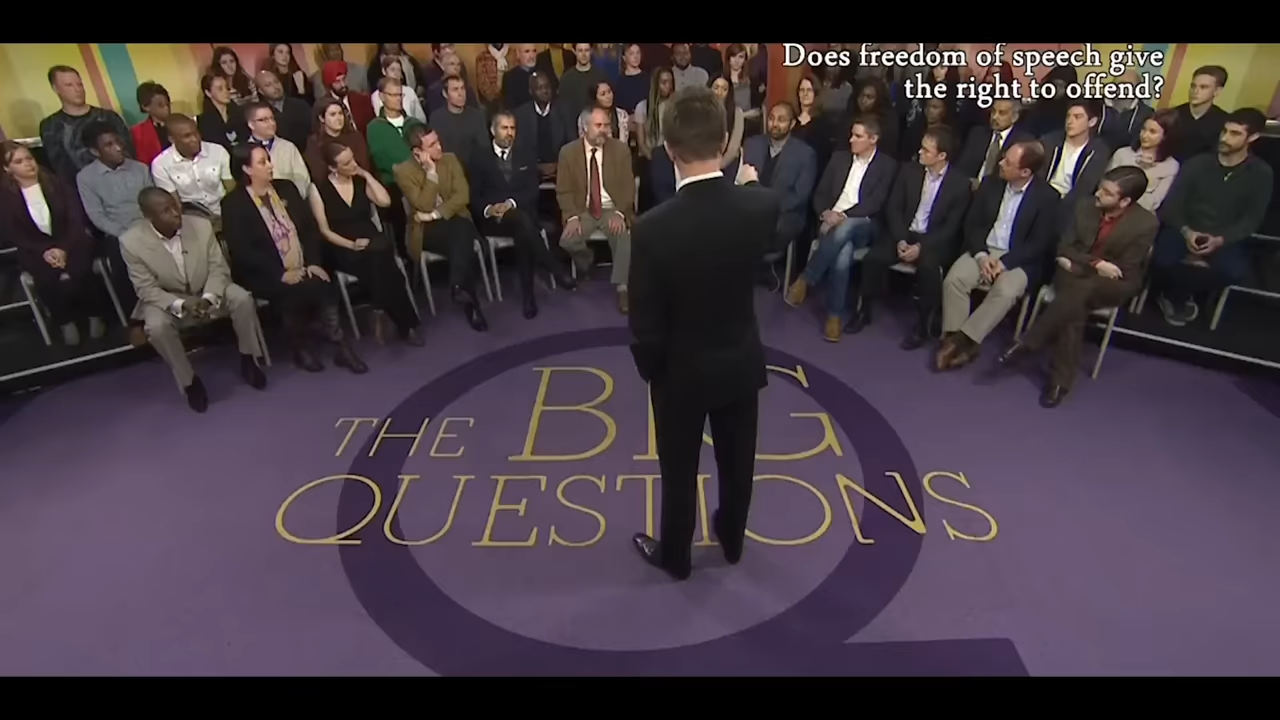 Does freedom of speech give
the right to offend?
THE BIG
QUESTIONS